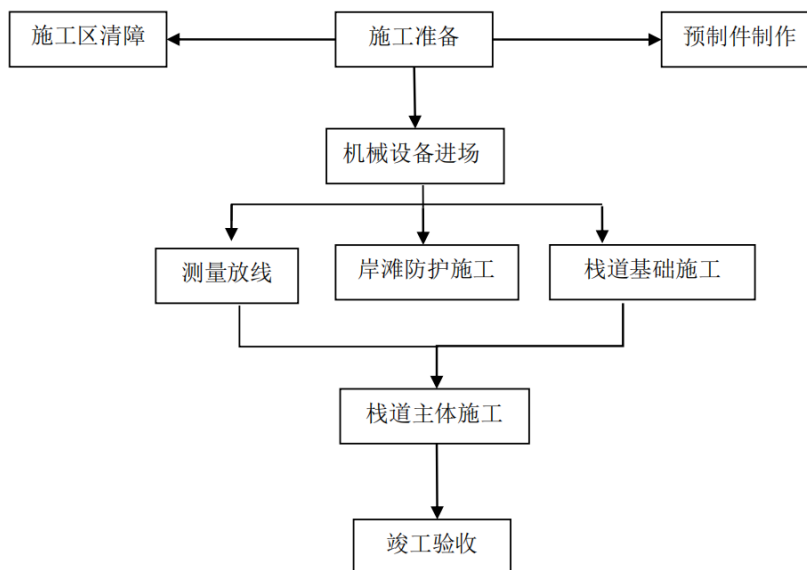 施工区清障
施工准备
预制件制作
机械设备进场
测量放线
岸滩防护施工
栈道基础施工
栈道主体施工
竣工验收